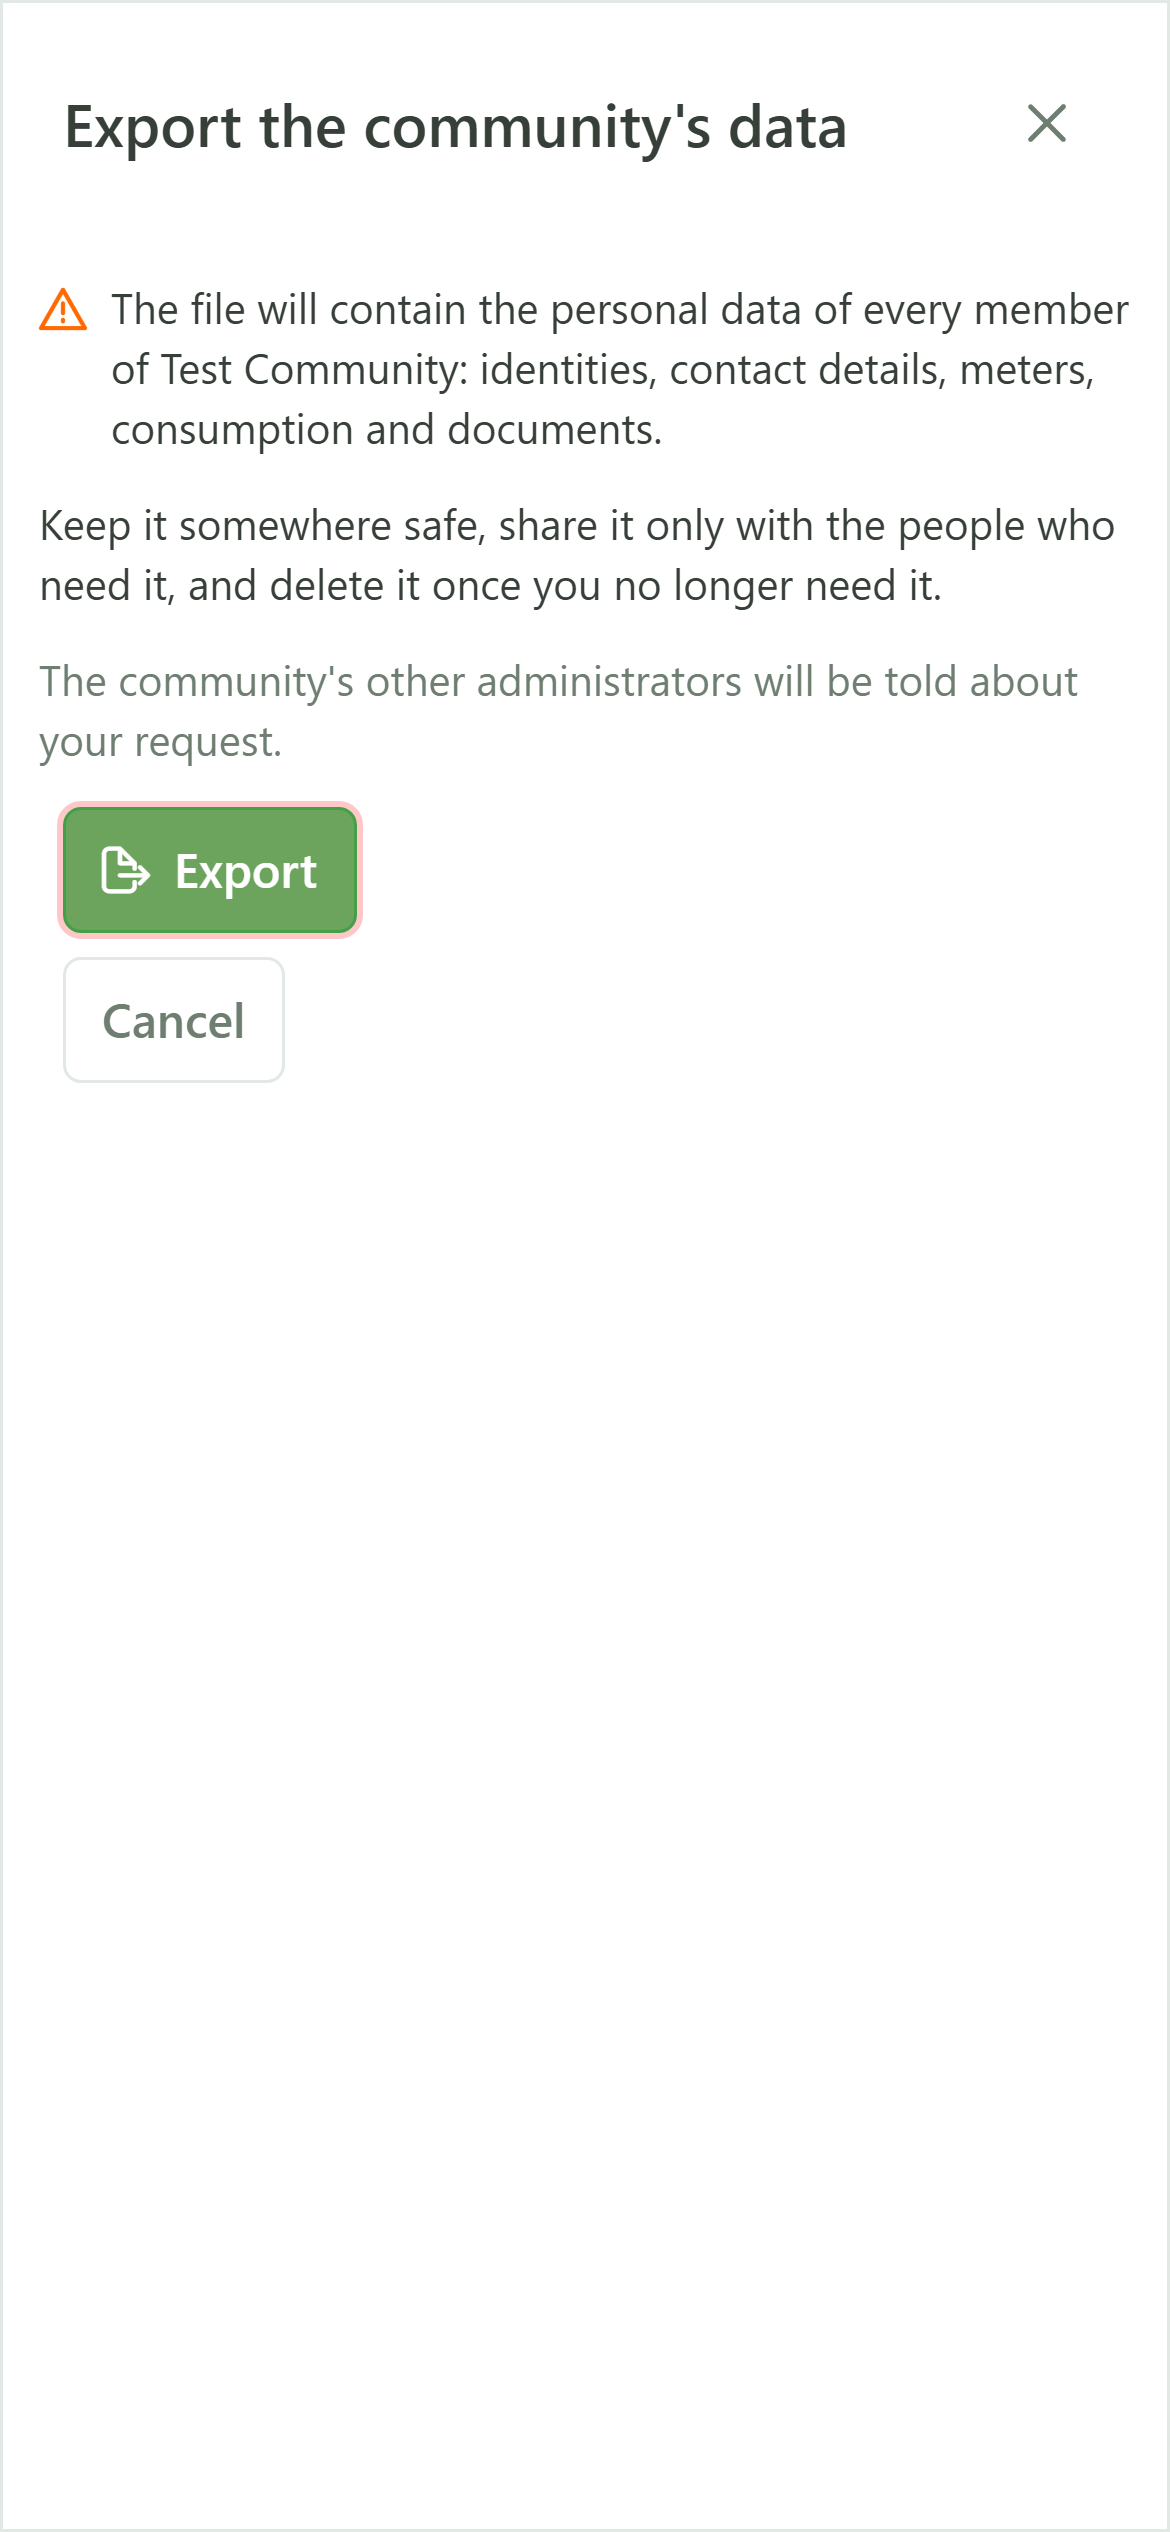 Export the community's data
The file will contain the personal data of every member
of Test Community: identities, contact details, meters,
consumption and documents.
Keep it somewhere safe, share it only with the people who
need it, and delete it once you no longer need it.
The community's other administrators will be told about
your request.
Export
Cancel